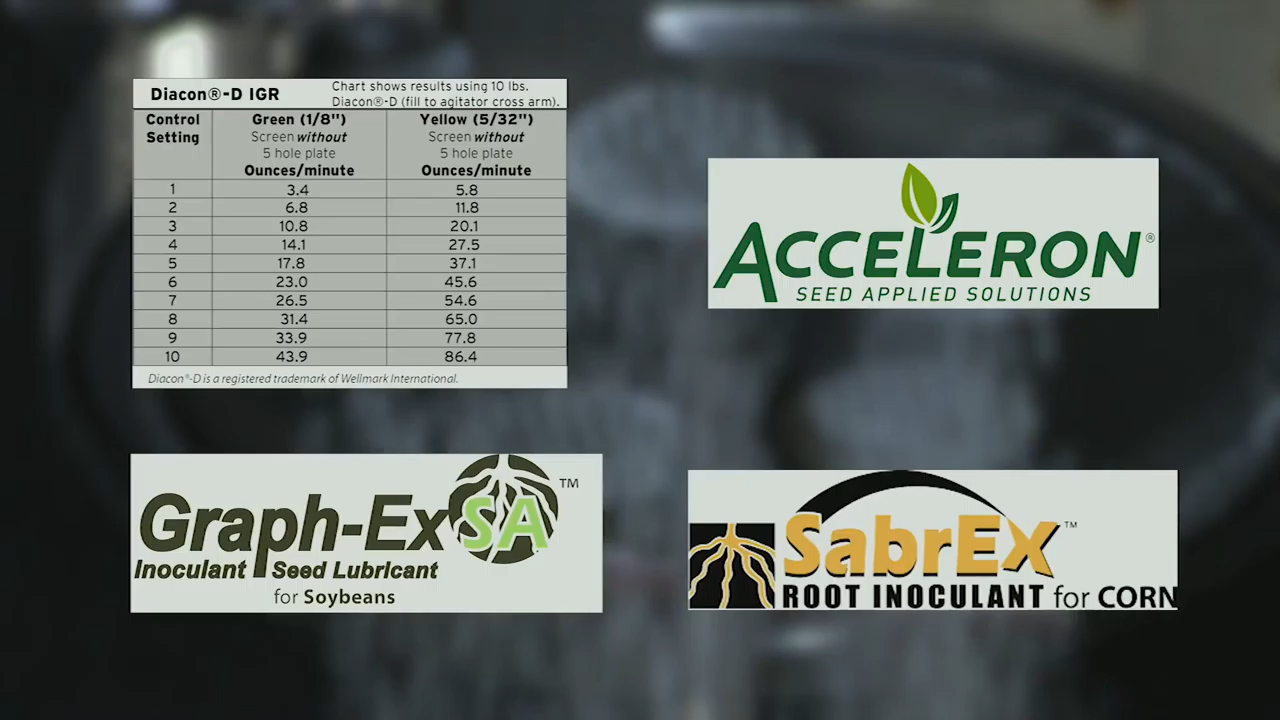 Diacon®-D IGR
Chart shows results using 10 lbs.
Diacon®-D (fill to agitator cross arm).
Control Setting | Green (1/8") Screen without 5 hole plate Ounces/minute | Yellow (5/32") Screen without 5 hole plate Ounces/minute
1 3.4 5.8
2 6.8 11.8
3 10.8 20.1
4 14.1 27.5
5 17.8 37.1
6 23.0 45.6
7 26.5 54.6
8 31.4 65.0
9 33.9 77.8
10 43.9 86.4
Diacon®-D is a registered trademark of Wellmark International.
ACCELERON®
SEED APPLIED SOLUTIONS
Graph-Ex SA™
Inoculant Seed Lubricant
for Soybeans
SabrEx™
ROOT INOCULANT for CORN